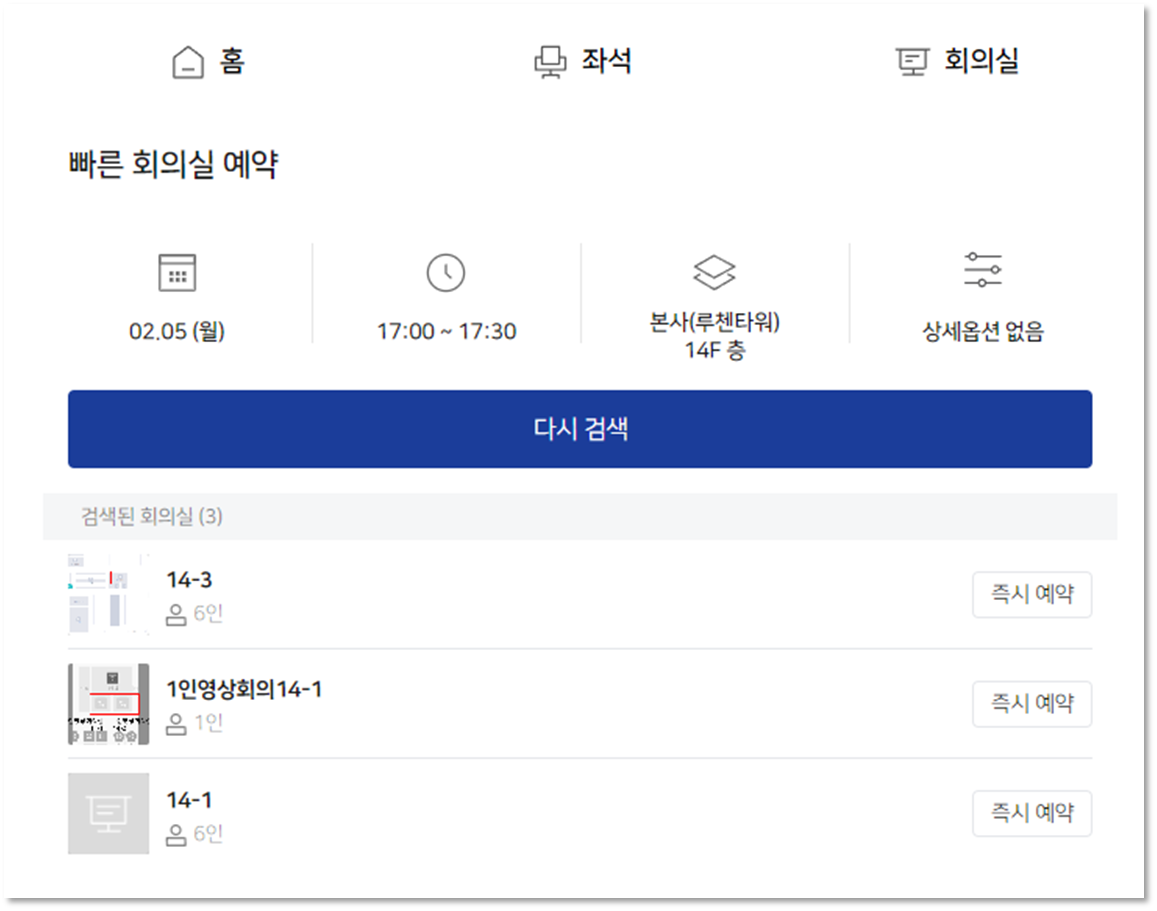 홈
좌석
회의실
빠른 회의실 예약
02.05 (월)
17:00 ~ 17:30
본사(루첸타워)
14F 층
상세옵션 없음
다시 검색
검색된 회의실 (3)
14-3
6인
즉시 예약
1인영상회의14-1
1인
즉시 예약
14-1
6인
즉시 예약